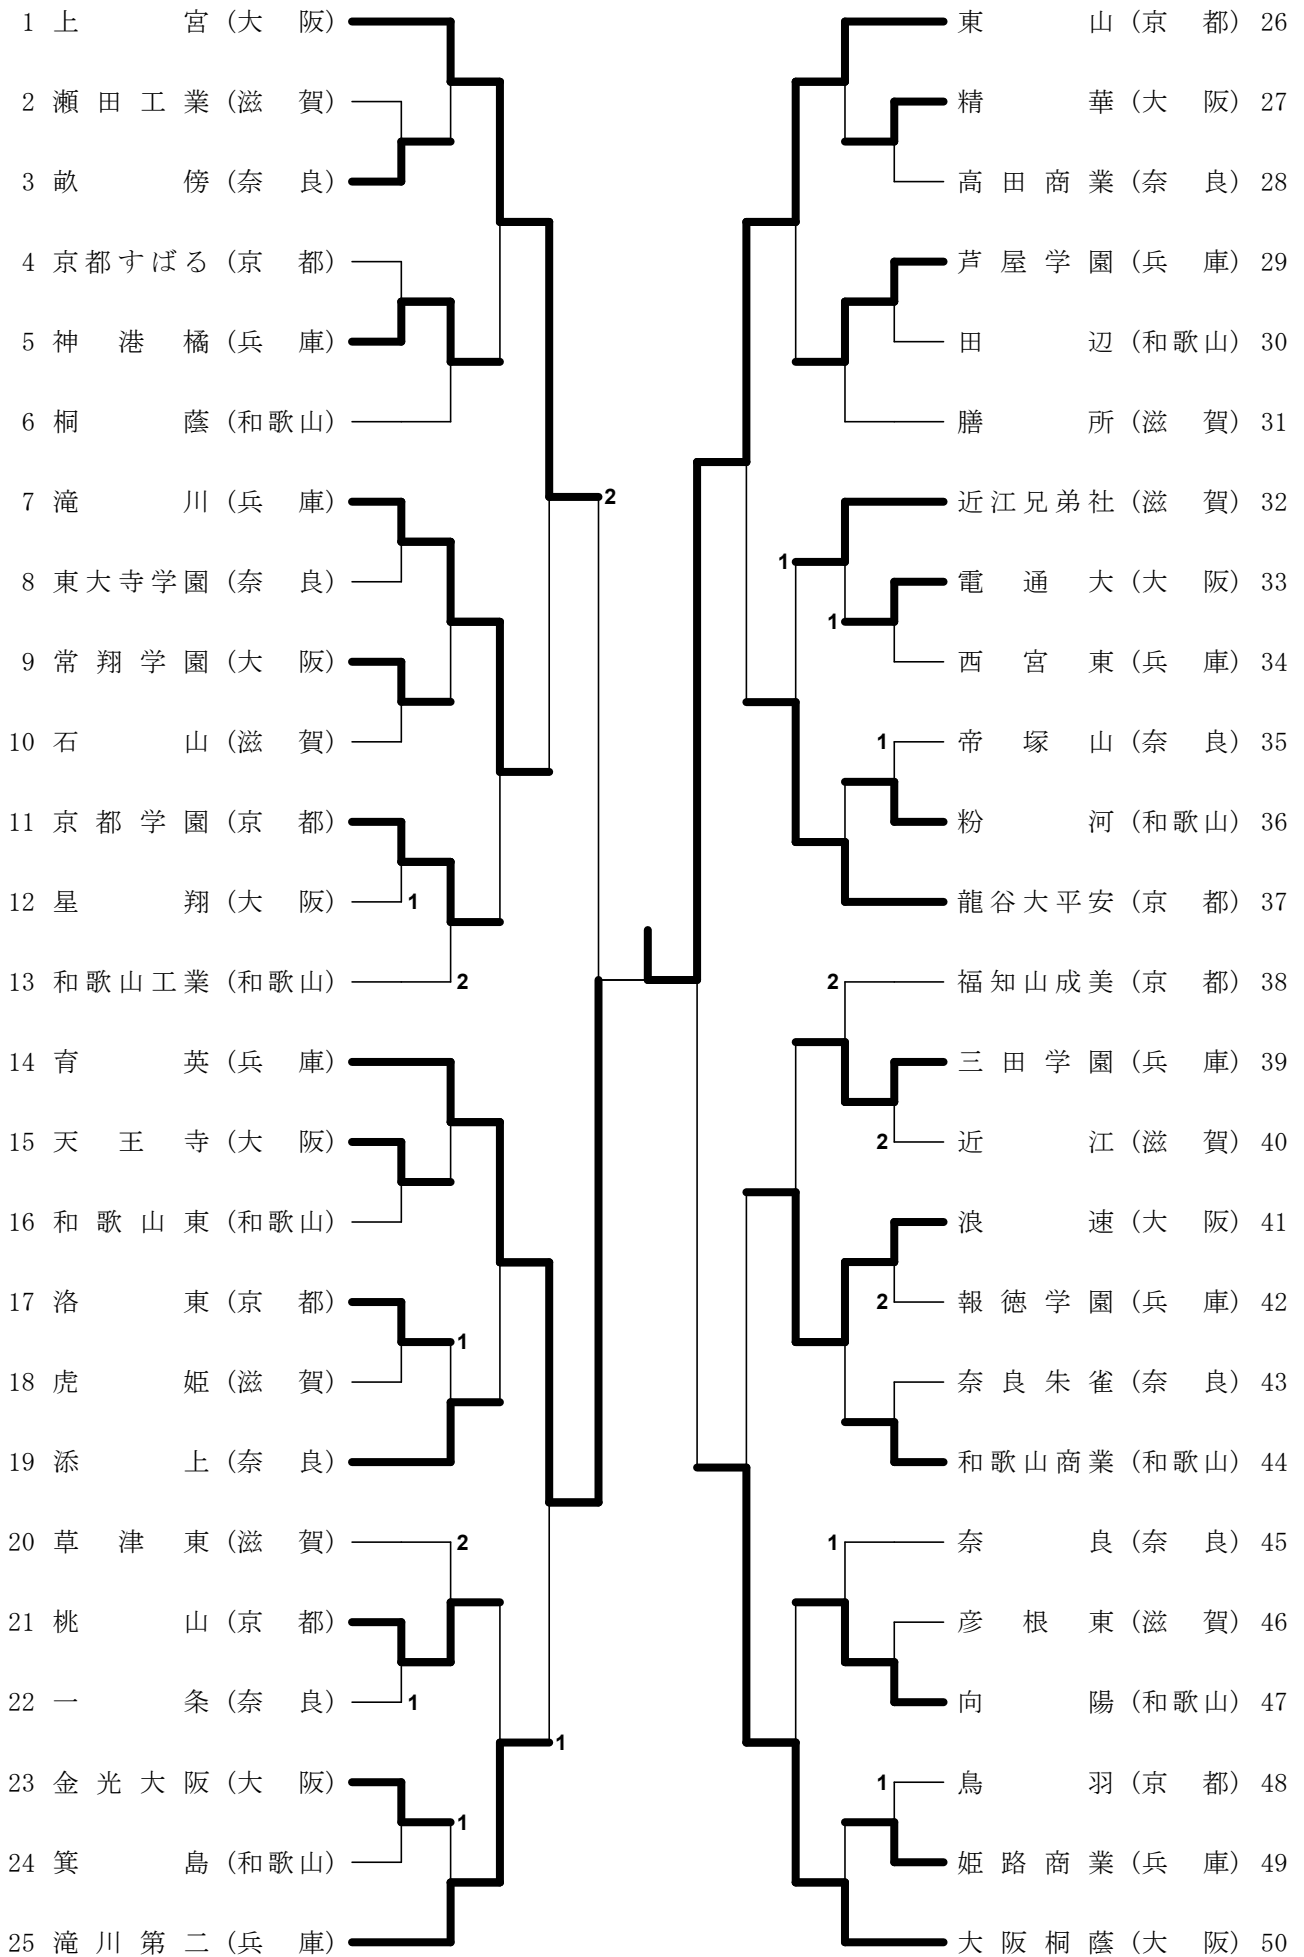 1 上宮 (大阪)
2 瀬田工業 (滋賀)
3 畝傍 (奈良)
4 京都すばる (京都)
5 神港橘 (兵庫)
6 桐蔭 (和歌山)
7 滝川 (兵庫)
2
8 東大寺学園 (奈良)
9 常翔学園 (大阪)
10 石山 (滋賀)
11 京都学園 (京都)
12 星翔 (大阪) 1
13 和歌山工業 (和歌山) 2
14 育英 (兵庫)
15 天王寺 (大阪)
16 和歌山東 (和歌山)
17 洛東 (京都)
1
18 虎姫 (滋賀)
19 添上 (奈良)
20 草津東 (滋賀) 2
21 桃山 (京都)
22 一条 (奈良) 1
1
23 金光大阪 (大阪)
1
24 箕島 (和歌山)
25 滝川第二 (兵庫)
東山 (京都) 26
精華 (大阪) 27
高田商業 (奈良) 28
芦屋学園 (兵庫) 29
田辺 (和歌山) 30
膳所 (滋賀) 31
近江兄弟社 (滋賀) 32
1
電通大 (大阪) 33
1
西宮東 (兵庫) 34
1 帝塚山 (奈良) 35
粉河 (和歌山) 36
龍谷大平安 (京都) 37
2 福知山成美 (京都) 38
三田学園 (兵庫) 39
2 近江 (滋賀) 40
浪速 (大阪) 41
2 報徳学園 (兵庫) 42
奈良朱雀 (奈良) 43
和歌山商業 (和歌山) 44
1 奈良 (奈良) 45
彦根東 (滋賀) 46
向陽 (和歌山) 47
1 鳥羽 (京都) 48
姫路商業 (兵庫) 49
大阪桐蔭 (大阪) 50